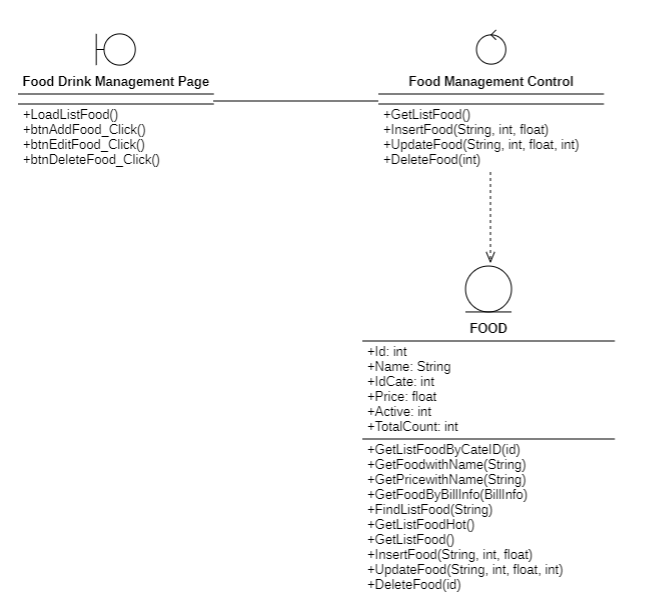 Food Drink Management Page
+LoadListFood()
+btnAddFood_Click()
+btnEditFood_Click()
+btnDeleteFood_Click()
Food Management Control
+GetListFood()
+InsertFood(String, int, float)
+UpdateFood(String, int, float, int)
+DeleteFood(int)
FOOD
+Id: int
+Name: String
+IdCate: int
+Price: float
+Active: int
+TotalCount: int
+GetListFoodByCateID(id)
+GetFoodwithName(String)
+GetPricewithName(String)
+GetFoodByBillInfo(BillInfo)
+FindListFood(String)
+GetListFoodHot()
+GetListFood()
+InsertFood(String, int, float)
+UpdateFood(String, int, float, int)
+DeleteFood(id)